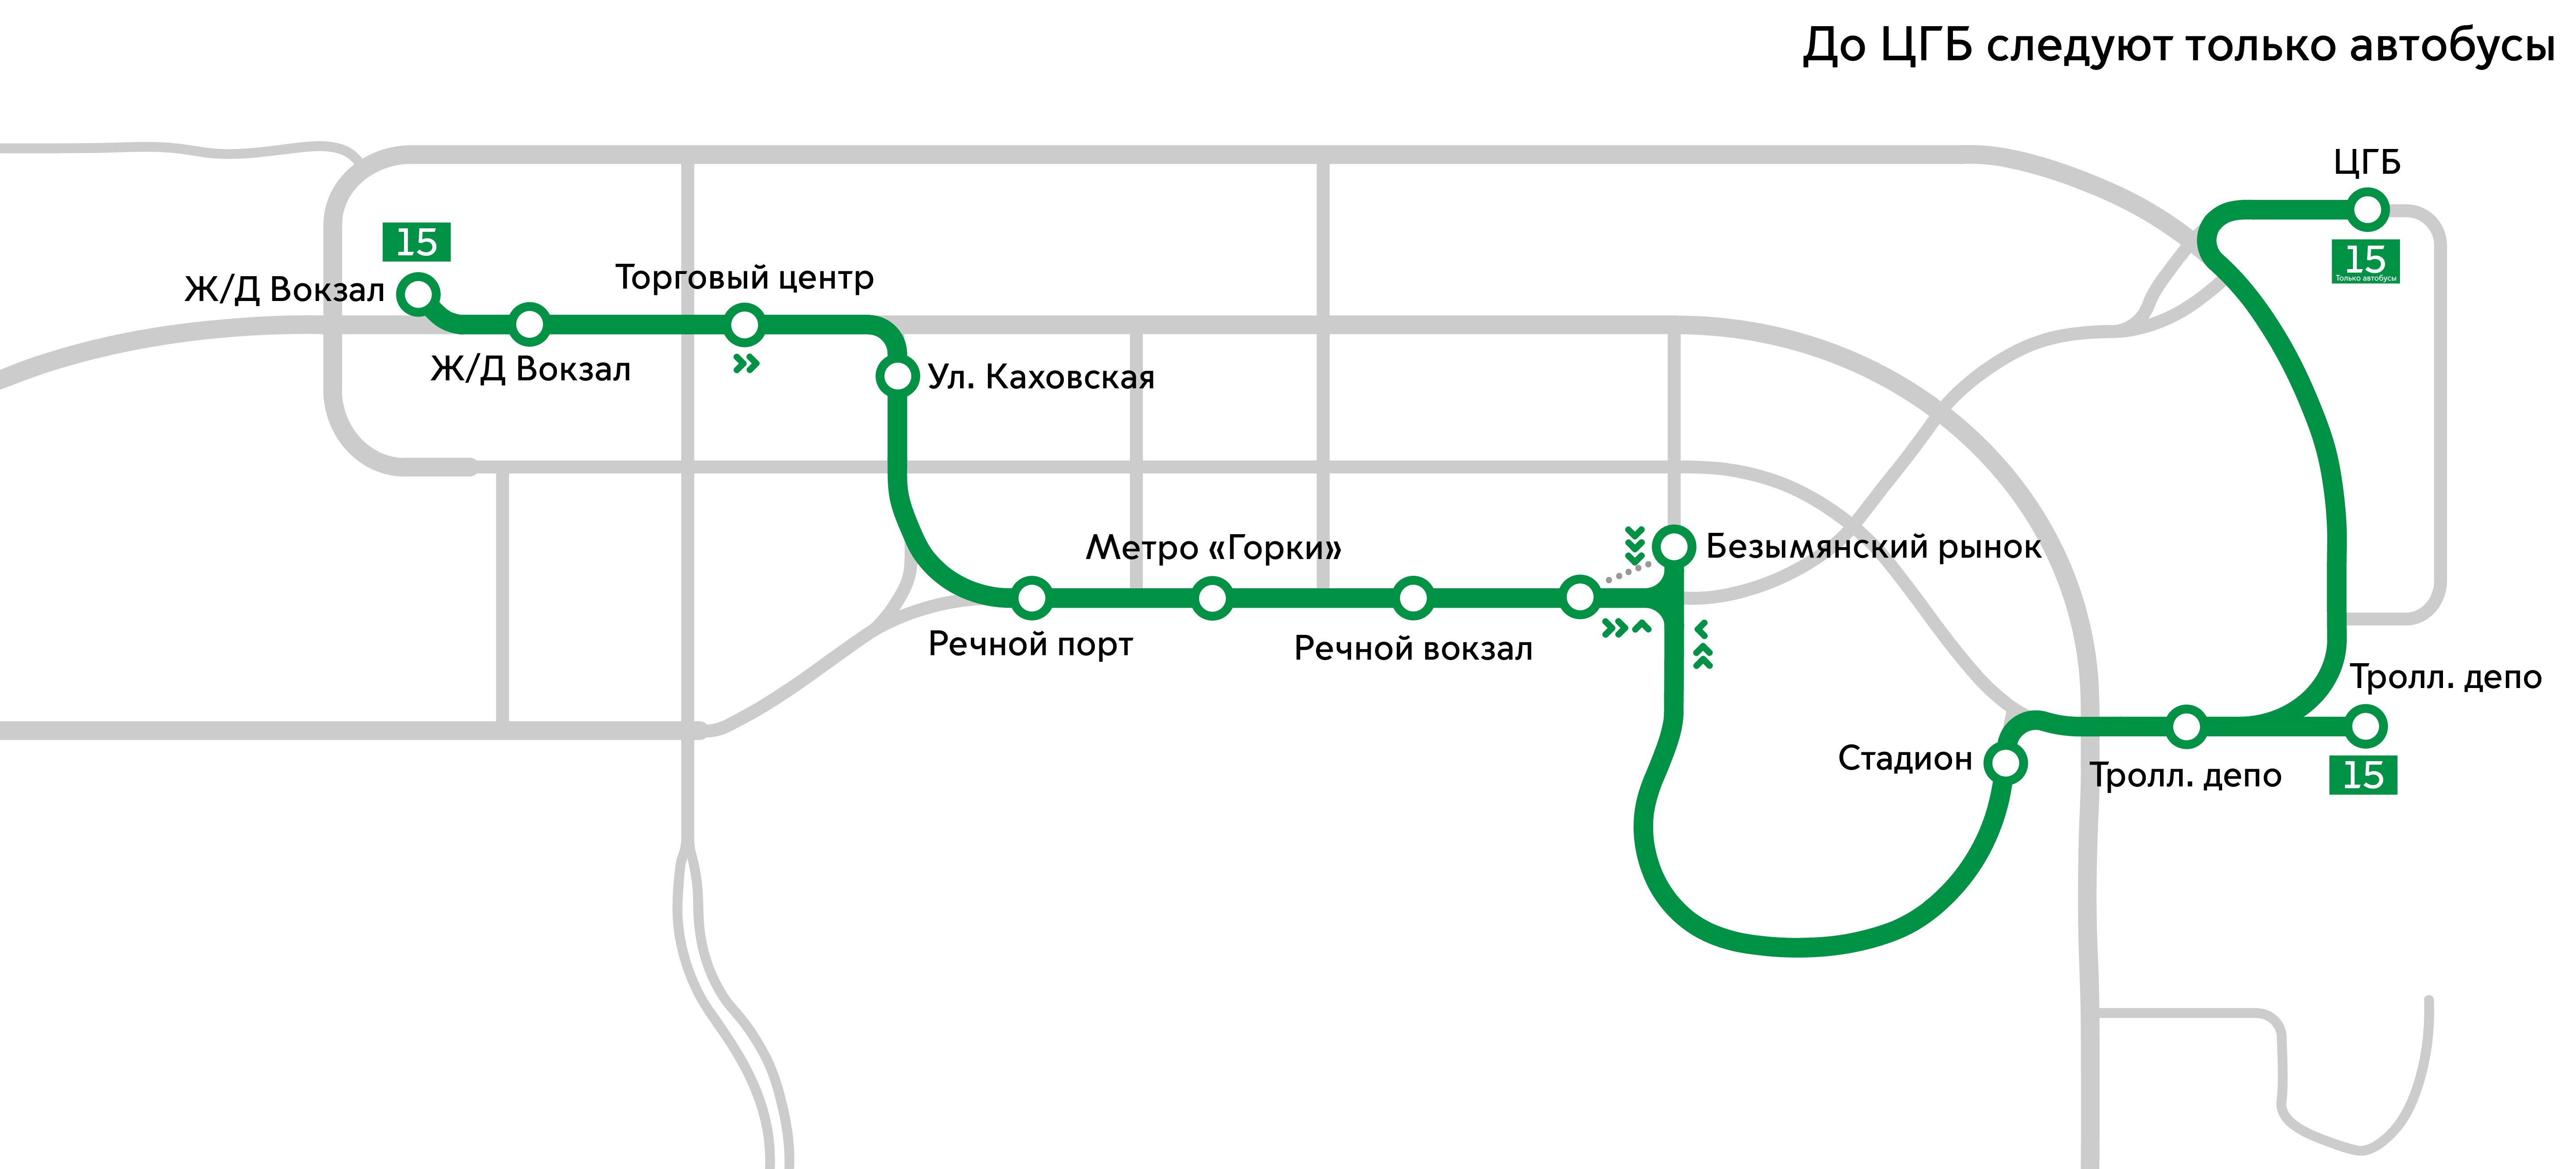 До ЦГБ следуют только автобусы
ЦГБ
15
Только автобусы
15
Ж/Д Вокзал
Торговый центр
Ж/Д Вокзал
Ул. Каховская
Метро «Горки»
Безымянский рынок
Речной порт
Речной вокзал
Тролл. депо
Стадион
Тролл. депо
15